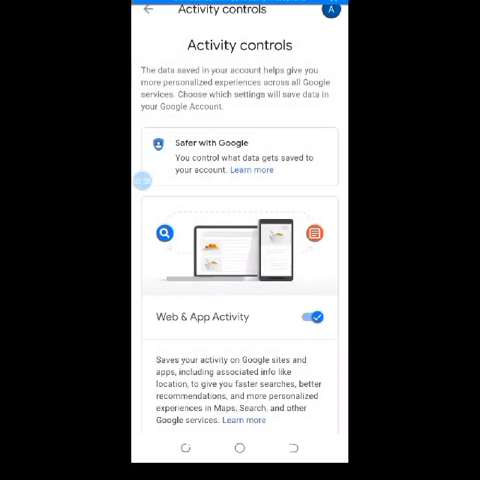 Activity controls
A
Activity controls
The data saved in your account helps give you
more personalized experiences across all Google
services. Choose which settings will save data in
your Google Account.
Safer with Google
You control what data gets saved to
your account. Learn more
Web & App Activity
Saves your activity on Google sites and
apps, including associated info like
location, to give you faster searches, better
recommendations, and more personalized
experiences in Maps, Search, and other
Google services. Learn more